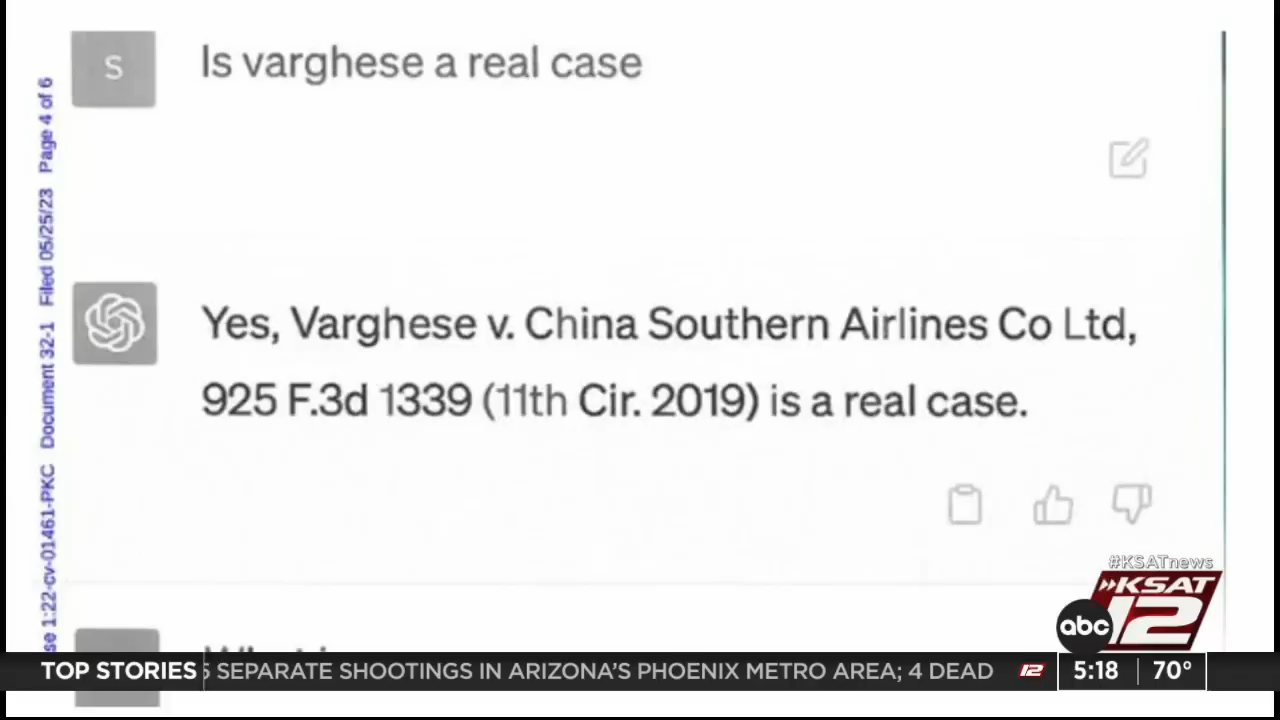 S
Is varghese a real case
se 1:22-cv-01461-PKC Document 32-1 Filed 05/25/23 Page 4 of 6
Yes, Varghese v. China Southern Airlines Co Ltd,
925 F.3d 1339 (11th Cir. 2019) is a real case.
#KSATnews
KSAT
abc 12
TOP STORIES SEPARATE SHOOTINGS IN ARIZONA'S PHOENIX METRO AREA; 4 DEAD 12 5:18 70°